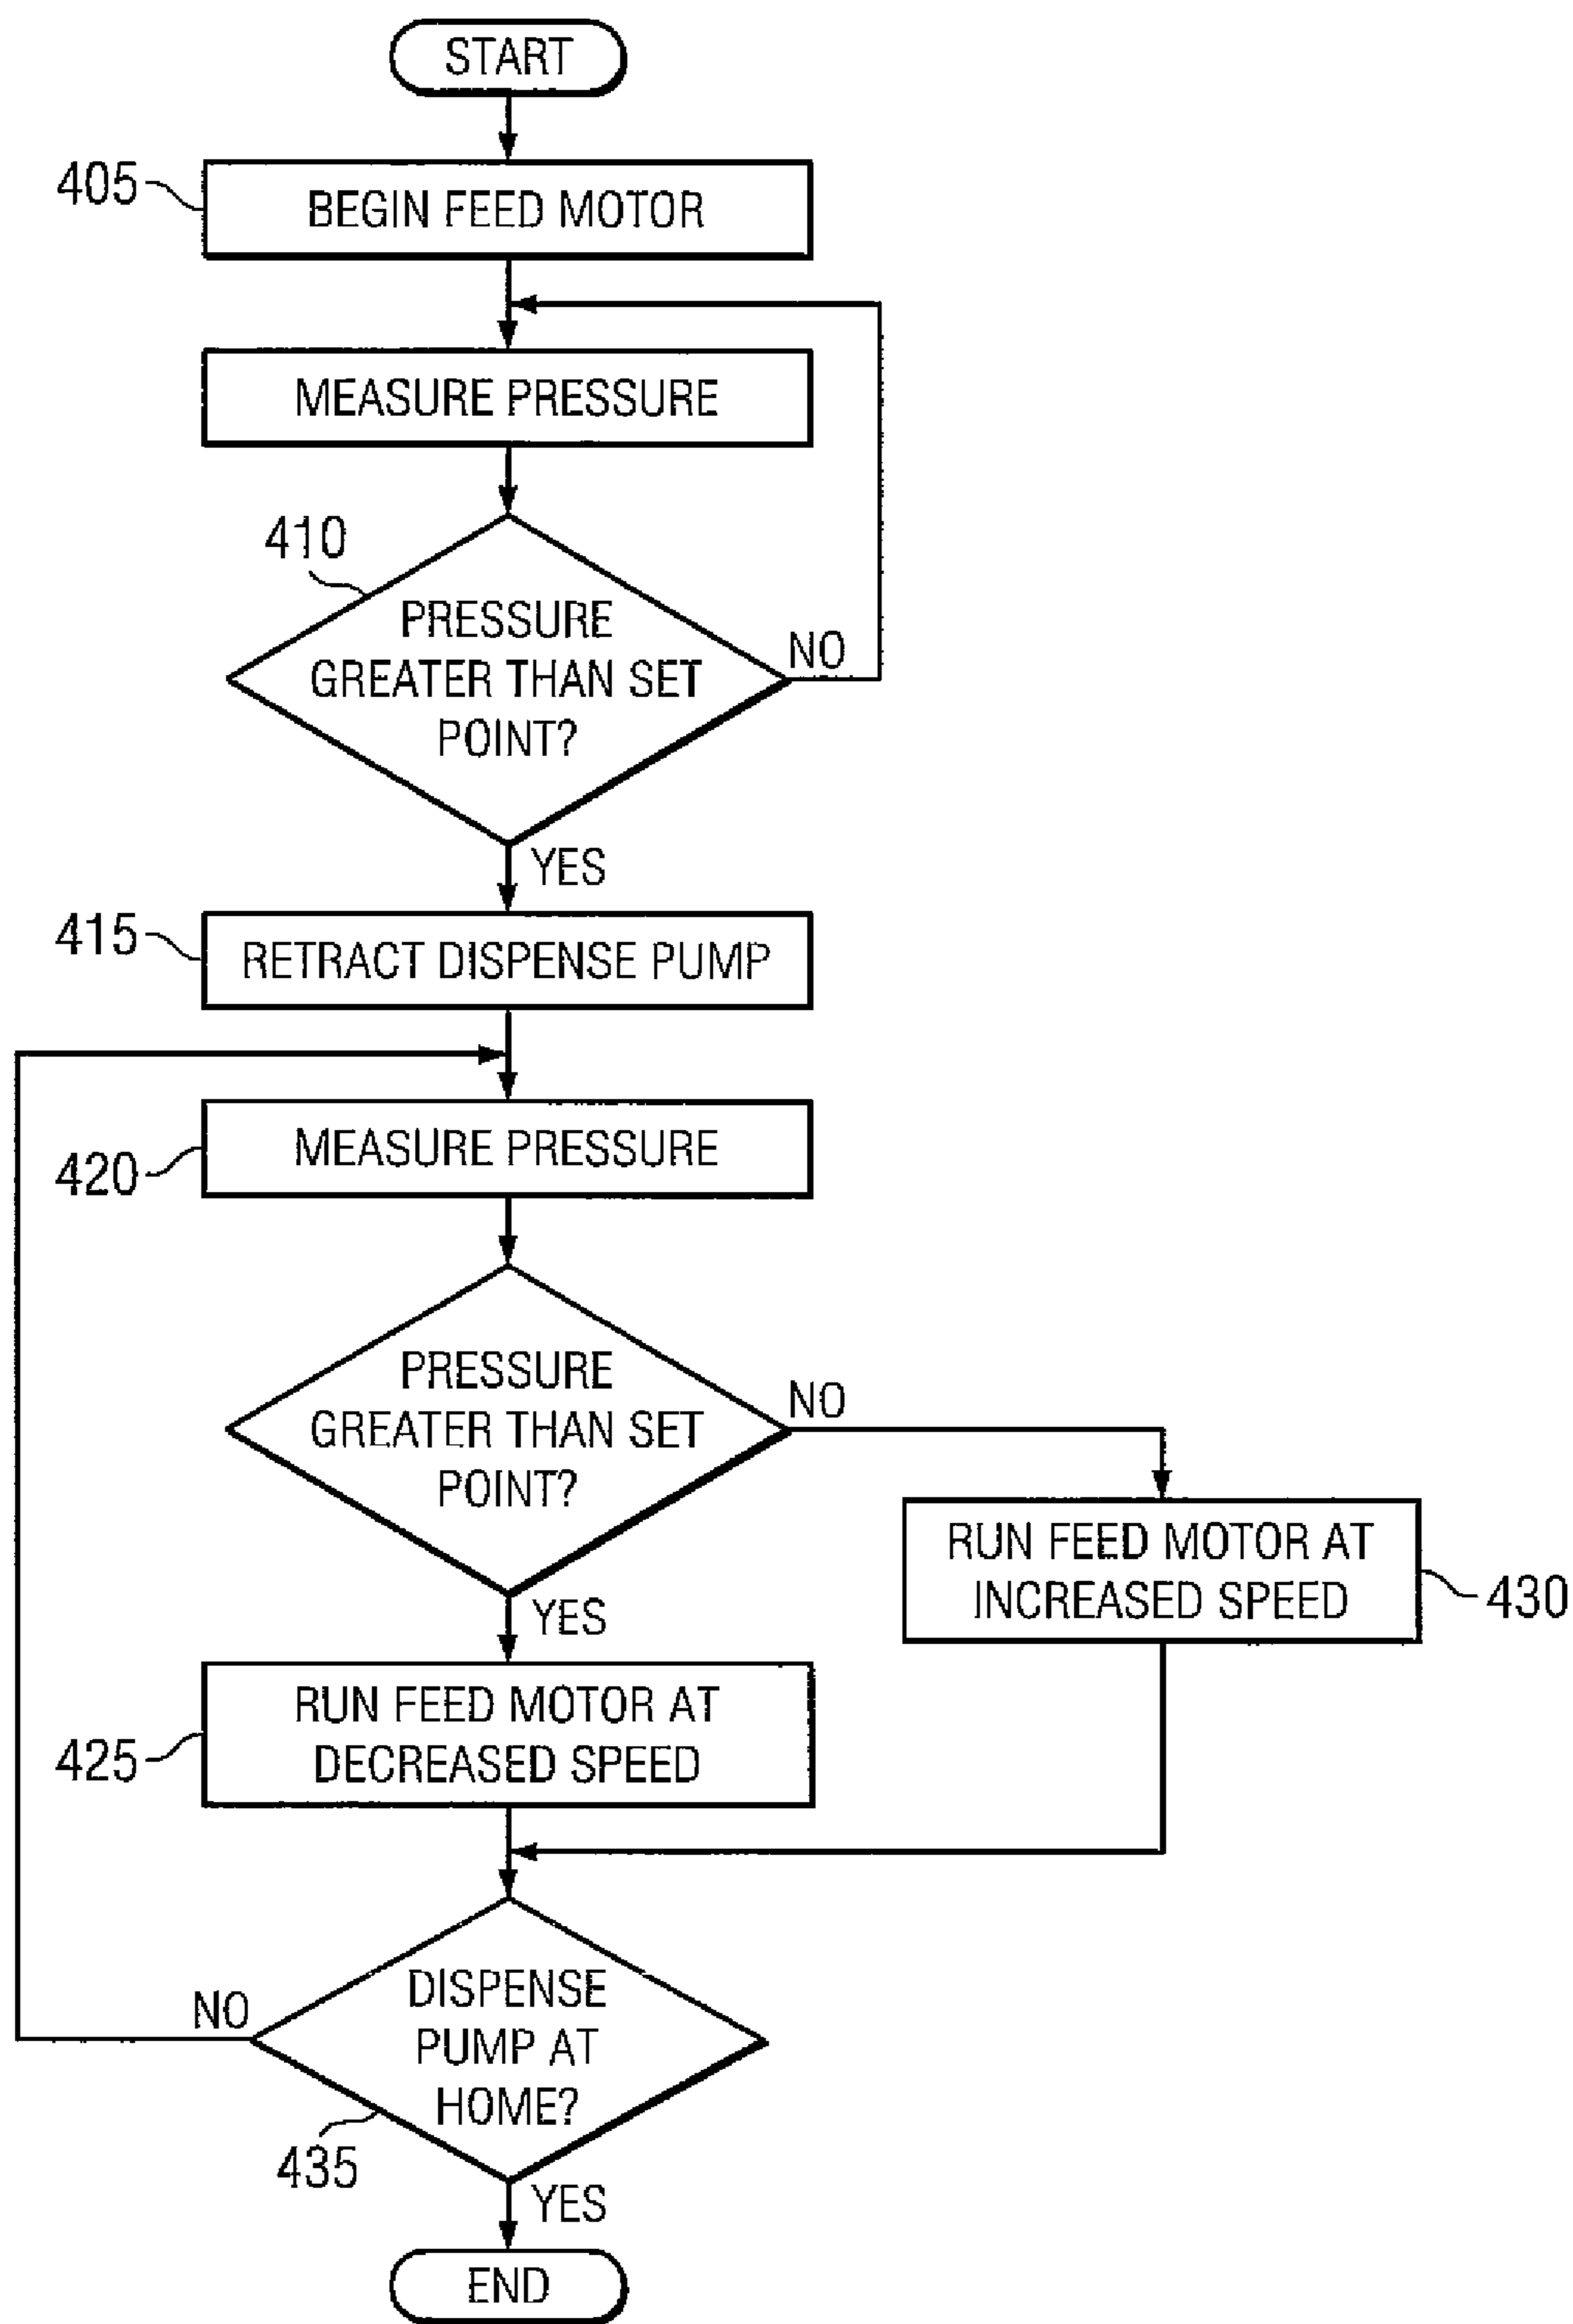 START
405
BEGIN FEED MOTOR
MEASURE PRESSURE
410
PRESSURE
GREATER THAN SET
POINT?
NO
YES
415
RETRACT DISPENSE PUMP
MEASURE PRESSURE
420
PRESSURE
GREATER THAN SET
POINT?
NO
YES
RUN FEED MOTOR AT
INCREASED SPEED
430
RUN FEED MOTOR AT
DECREASED SPEED
425
DISPENSE
PUMP AT
HOME?
NO
435
YES
END